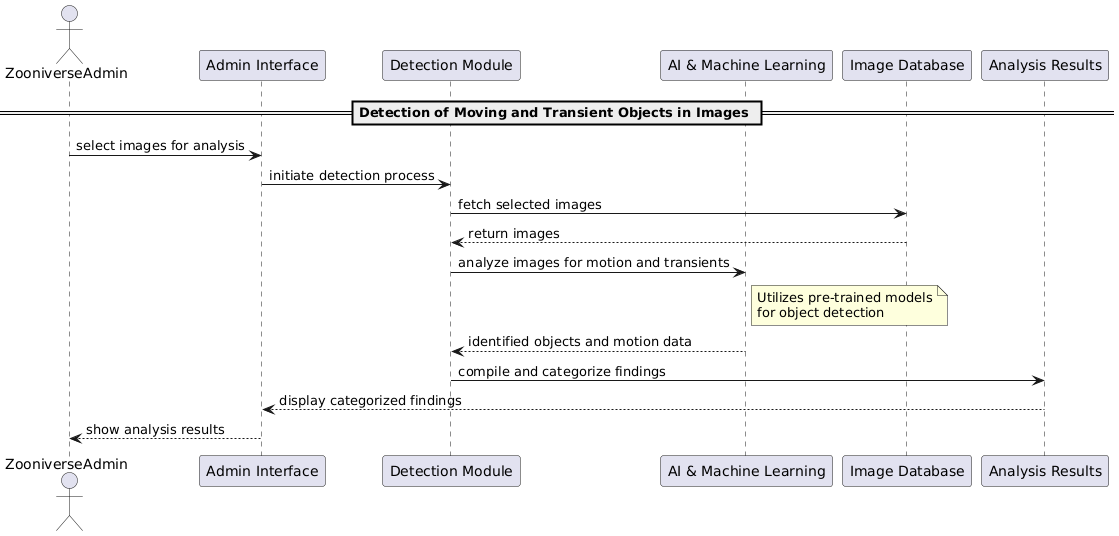 ZooniverseAdmin
Admin Interface
Detection Module
AI & Machine Learning
Image Database
Analysis Results
Detection of Moving and Transient Objects in Images
select images for analysis
initiate detection process
fetch selected images
return images
analyze images for motion and transients
Utilizes pre-trained models
for object detection
identified objects and motion data
compile and categorize findings
display categorized findings
show analysis results
ZooniverseAdmin
Admin Interface
Detection Module
AI & Machine Learning
Image Database
Analysis Results